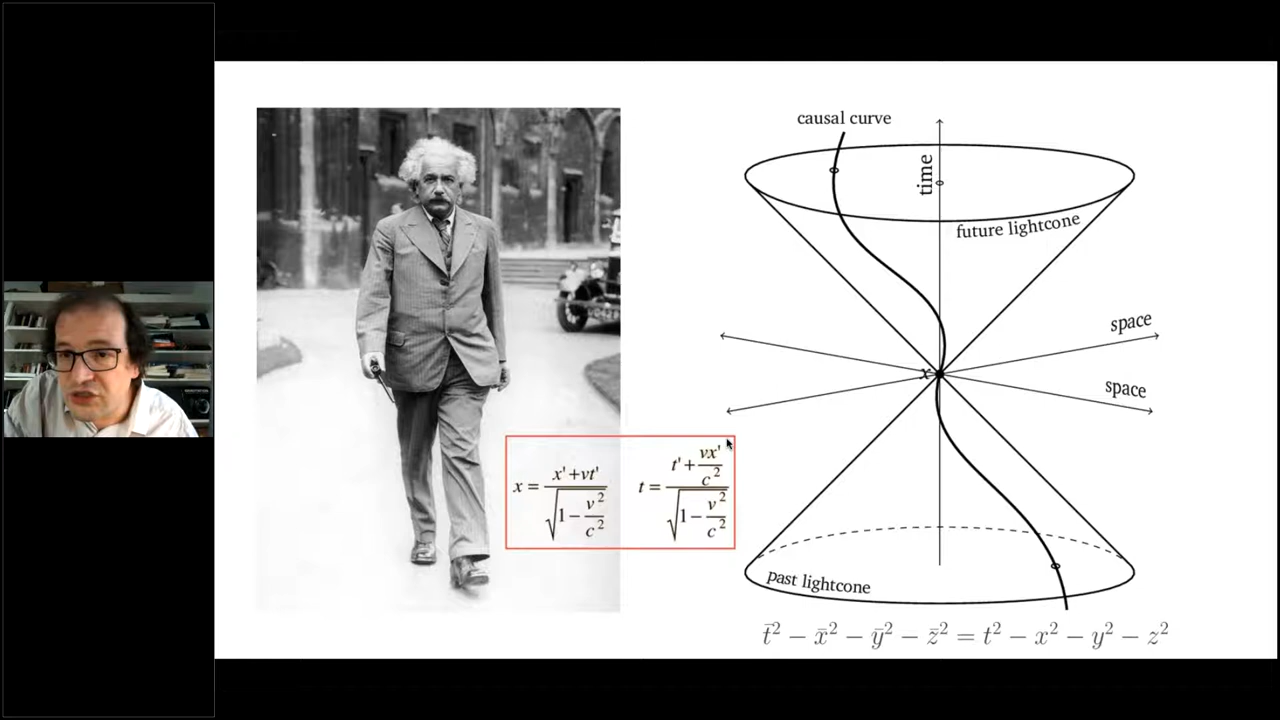 causal curve
time
future lightcone
space
x
space
x = (x' + vt') / √(1 − v²/c²)
t = (t' + vx'/c²) / √(1 − v²/c²)
past lightcone
t̄² − x̄² − ȳ² − z̄² = t² − x² − y² − z²